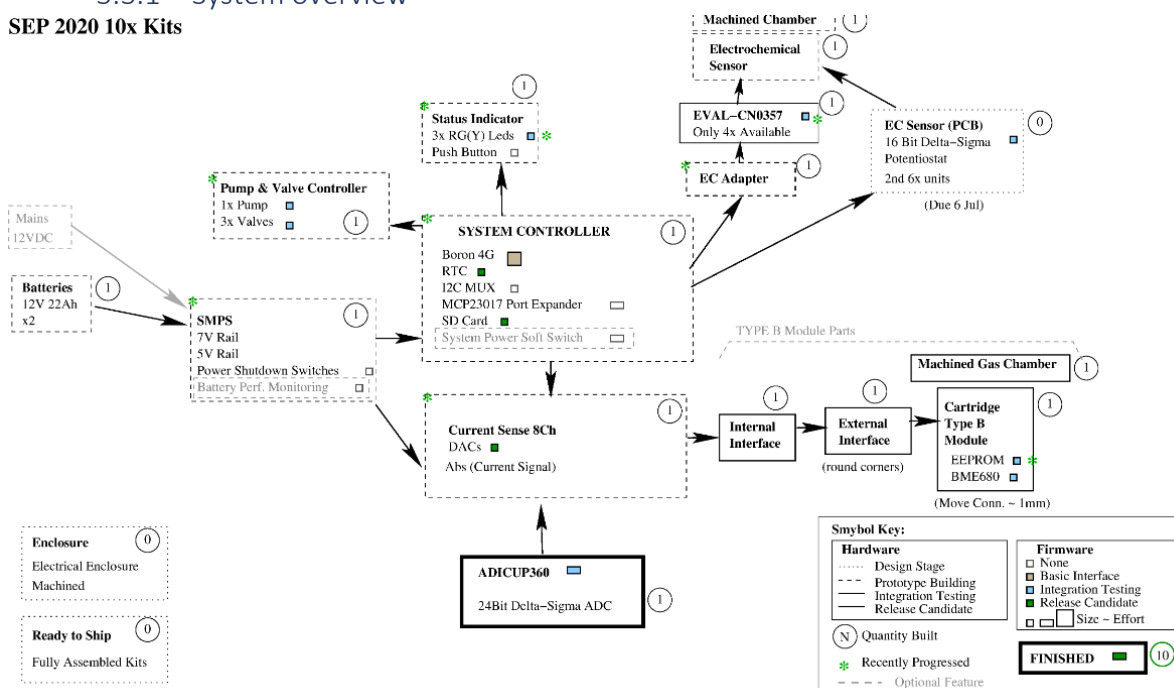 5.5.1 System overview
SEP 2020 10x Kits
Machined Chamber
1
Electrochemical
Sensor
1
1
Status Indicator
3x RG(Y) Leds
Push Button
EVAL-CN0357
Only 4x Available
1
EC Sensor (PCB)
16 Bit Delta-Sigma
Potentiostat
2nd 6x units
0
(Due 6 Jul)
EC Adapter
1
Pump & Valve Controller
1x Pump
3x Valves
1
Mains
12VDC
Batteries
12V 22Ah
x2
1
SYSTEM CONTROLLER
1
Boron 4G
RTC
I2C MUX
MCP23017 Port Expander
SD Card
System Power Soft Switch
SMPS
1
7V Rail
5V Rail
Power Shutdown Switches
Battery Perf. Monitoring
TYPE B Module Parts
Machined Gas Chamber
1
Current Sense 8Ch
1
DACs
Abs (Current Signal)
1
Internal
Interface
1
External
Interface
(round corners)
Cartridge
Type B
Module
1
EEPROM
BME680
(Move Conn. ~ 1mm)
ADICUP360
24Bit Delta-Sigma ADC
1
Enclosure
0
Electrical Enclosure
Machined
Ready to Ship
0
Fully Assembled Kits
Smybol Key:
Hardware
Design Stage
Prototype Building
Integration Testing
Release Candidate
Firmware
None
Basic Interface
Integration Testing
Release Candidate
Size ~ Effort
N Quantity Built
Recently Progressed
Optional Feature
FINISHED
10